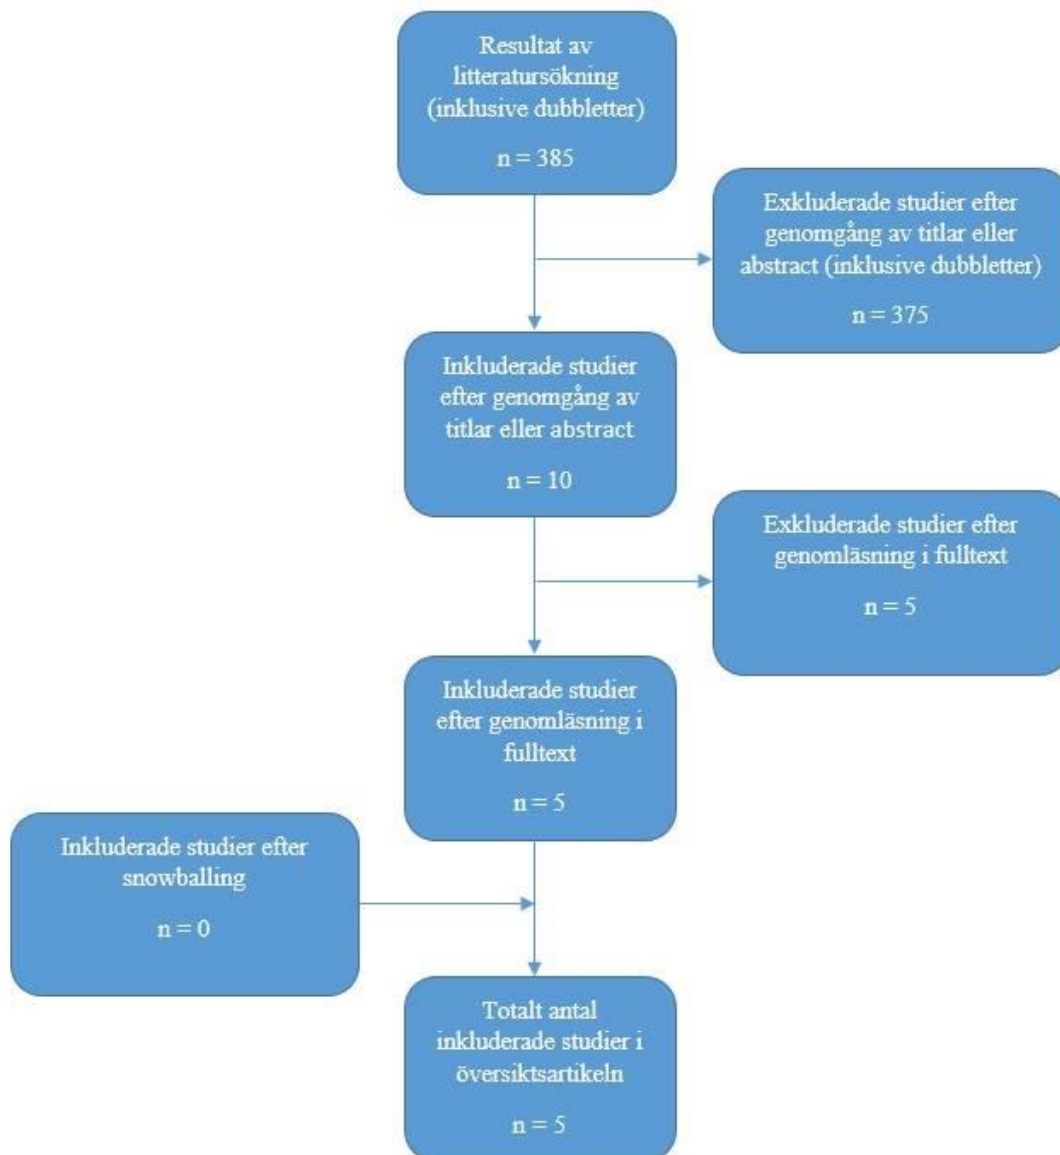 Resultat av
litteratursökning
(inklusive dubbletter)
n = 385
Exkluderade studier efter
genomgång av titlar eller
abstract (inklusive dubbletter)
n = 375
Inkluderade studier
efter genomgång av
titlar eller abstract
n = 10
Exkluderade studier efter
genomläsning i fulltext
n = 5
Inkluderade studier
efter genomläsning i
fulltext
n = 5
Inkluderade studier efter
snowballing
n = 0
Totalt antal
inkluderade studier i
översiktsartikeln
n = 5